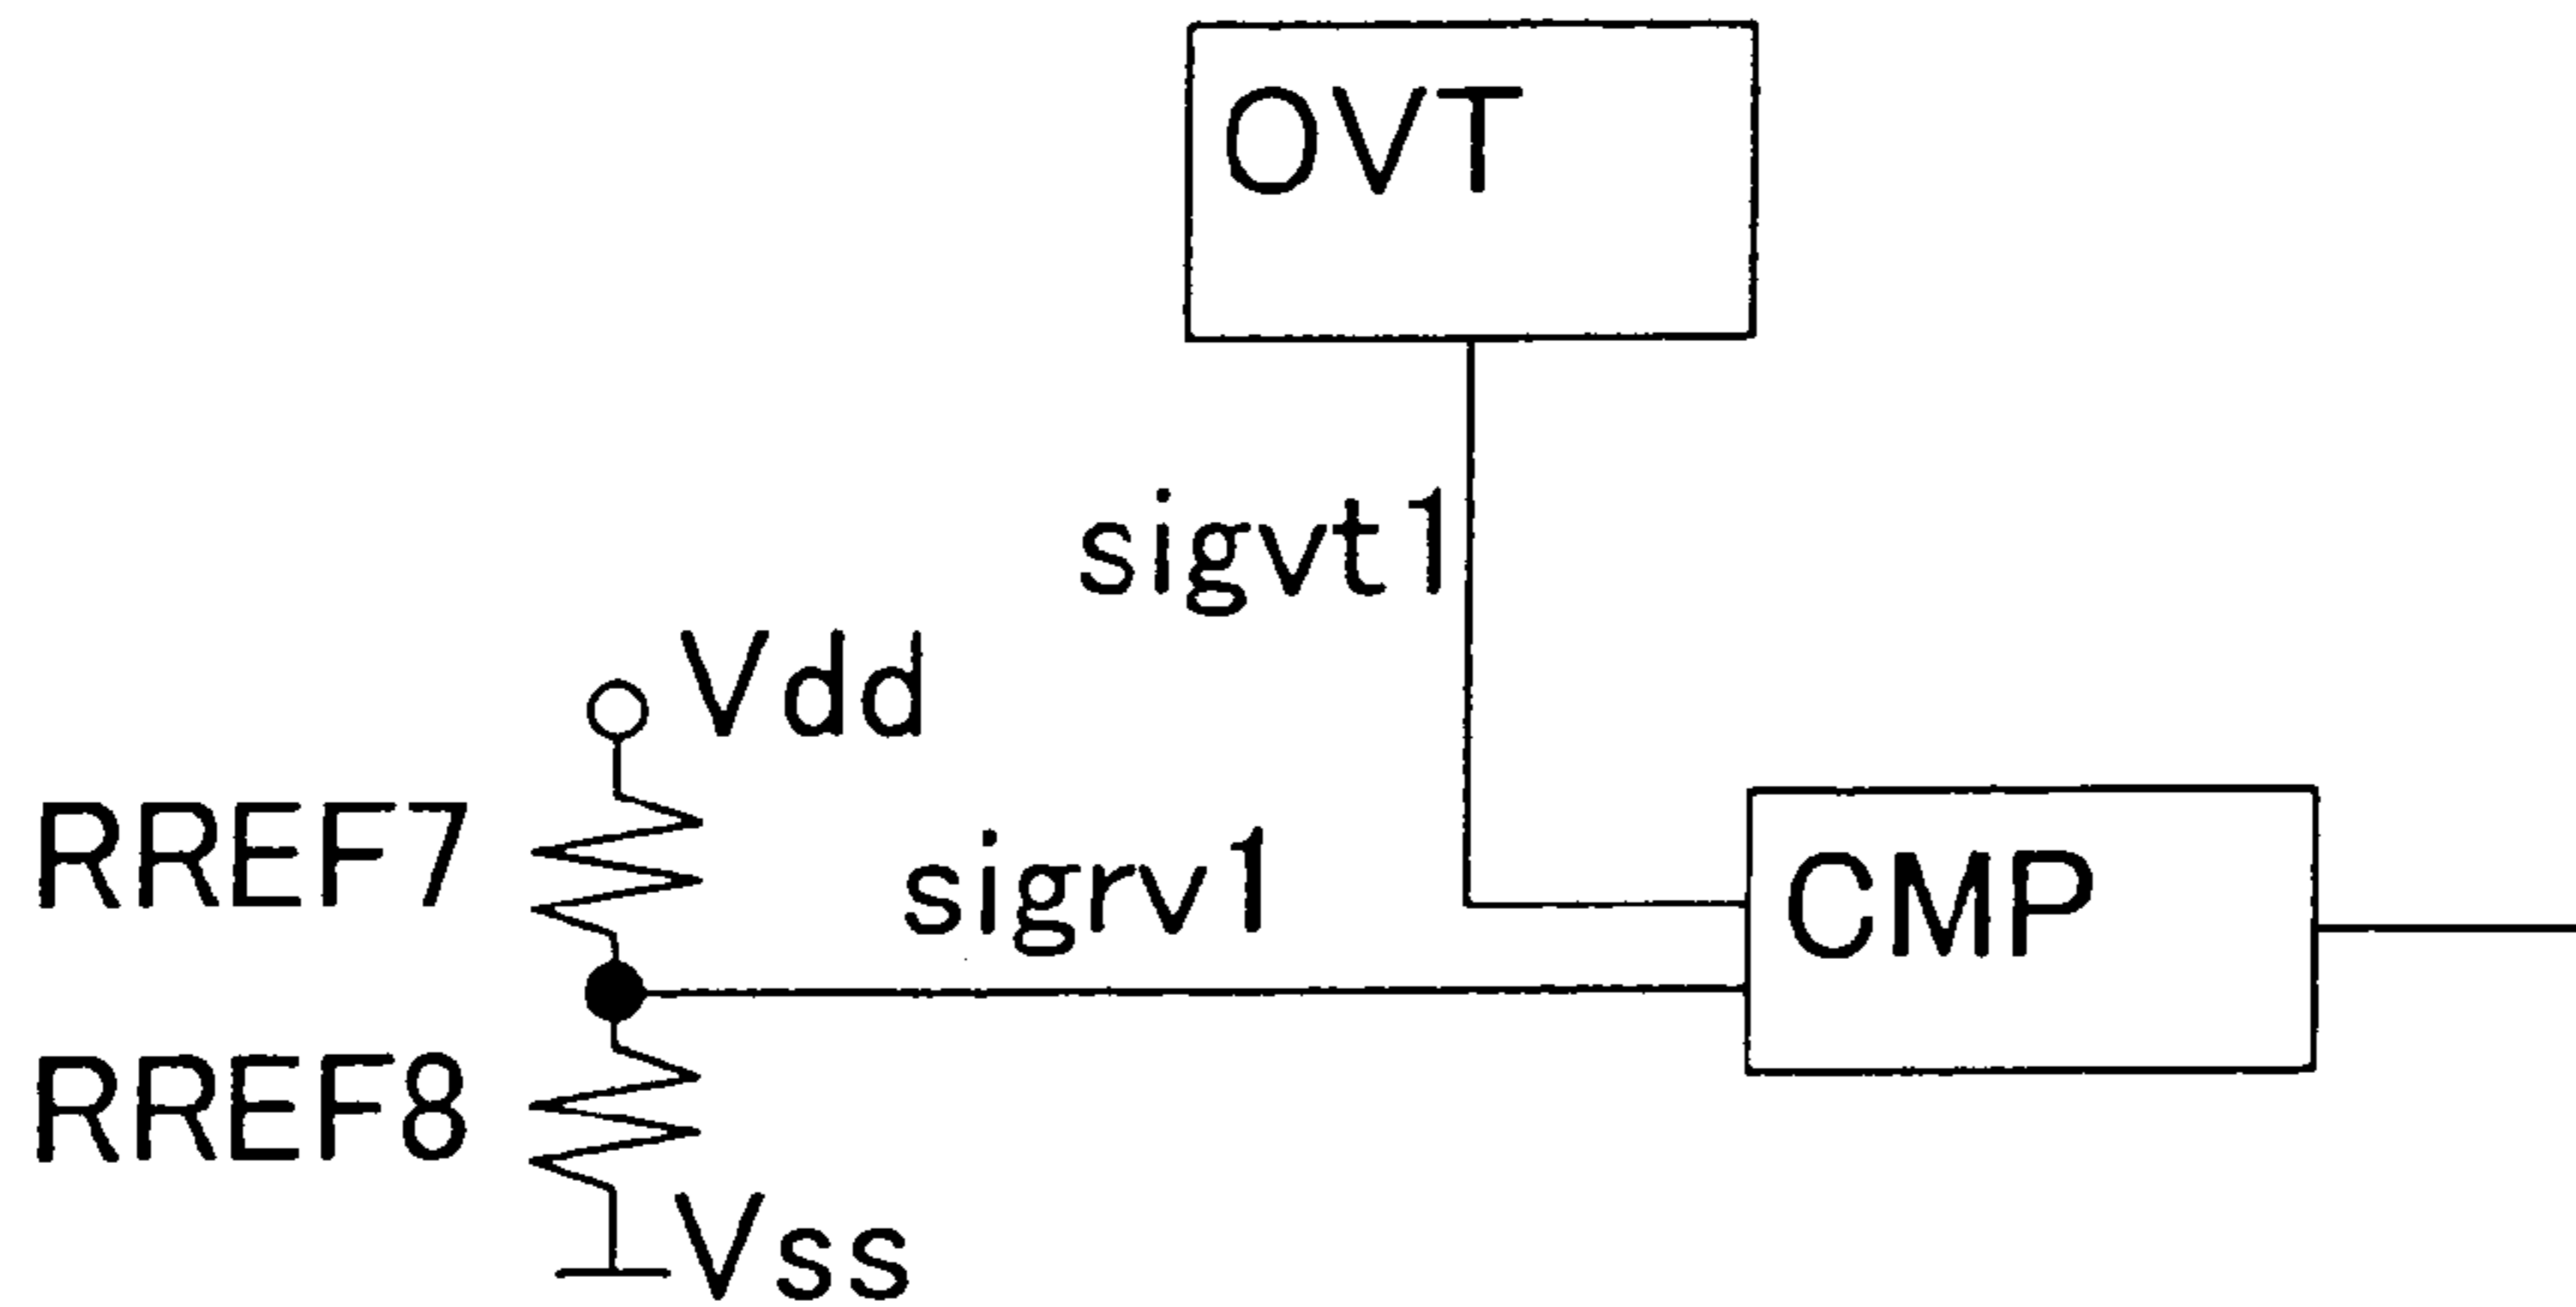 OVT
sigvt1
Vdd
RREF7
sigrv1
CMP
RREF8
Vss